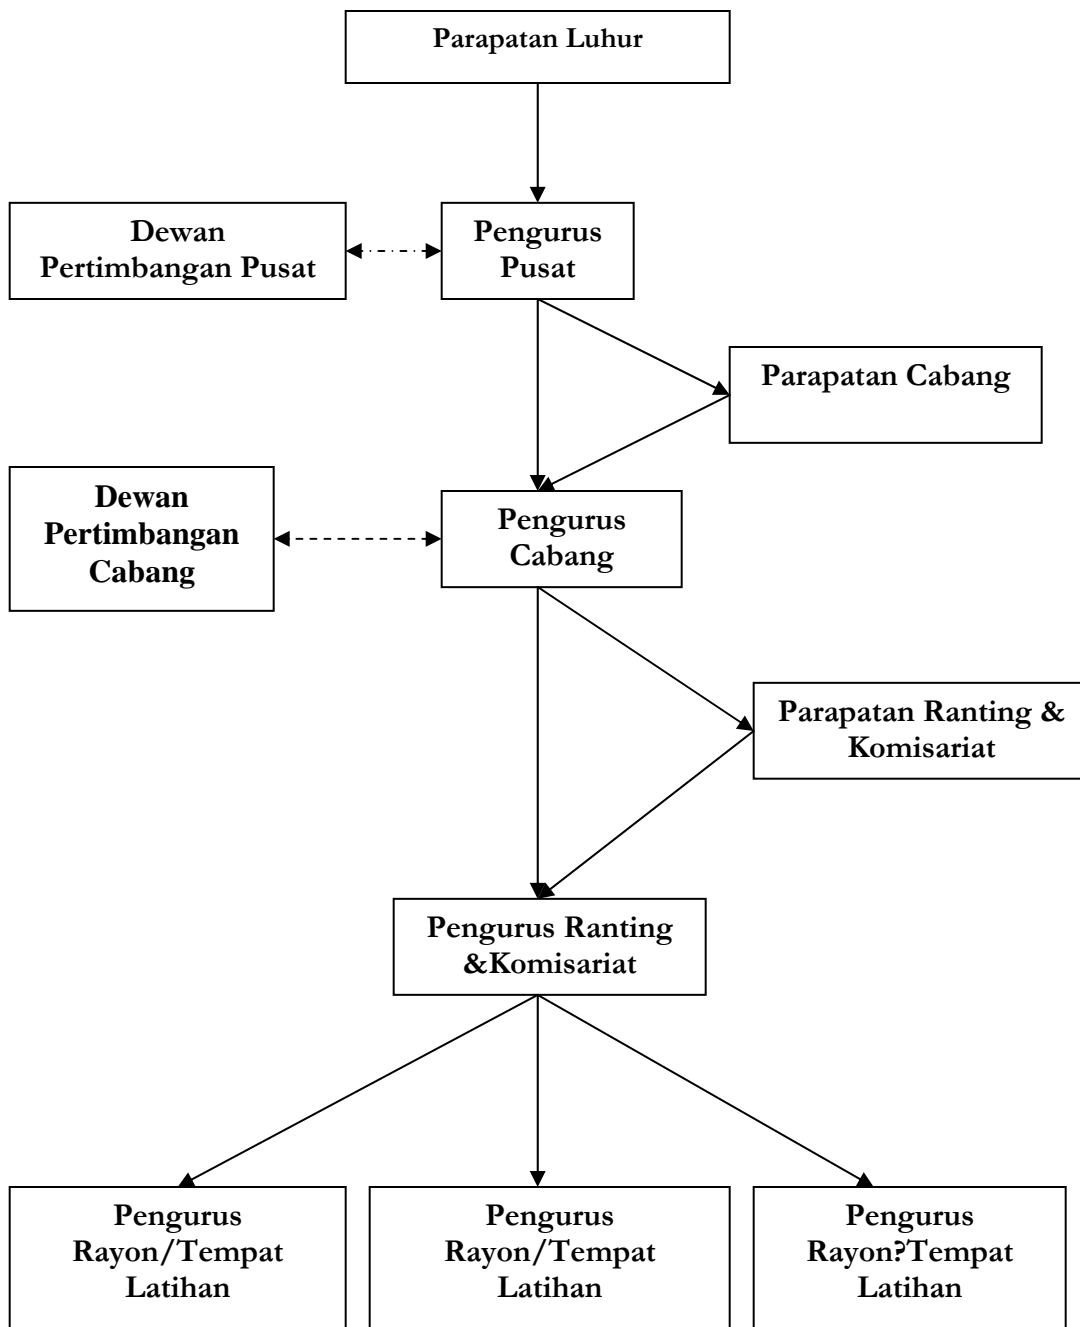 Parapatan Luhur
Dewan
Pertimbangan Pusat
Pengurus
Pusat
Parapatan Cabang
Dewan
Pertimbangan
Cabang
Pengurus
Cabang
Parapatan Ranting &
Komisariat
Pengurus Ranting
&Komisariat
Pengurus
Rayon/Tempat
Latihan
Pengurus
Rayon/Tempat
Latihan
Pengurus
Rayon?Tempat
Latihan